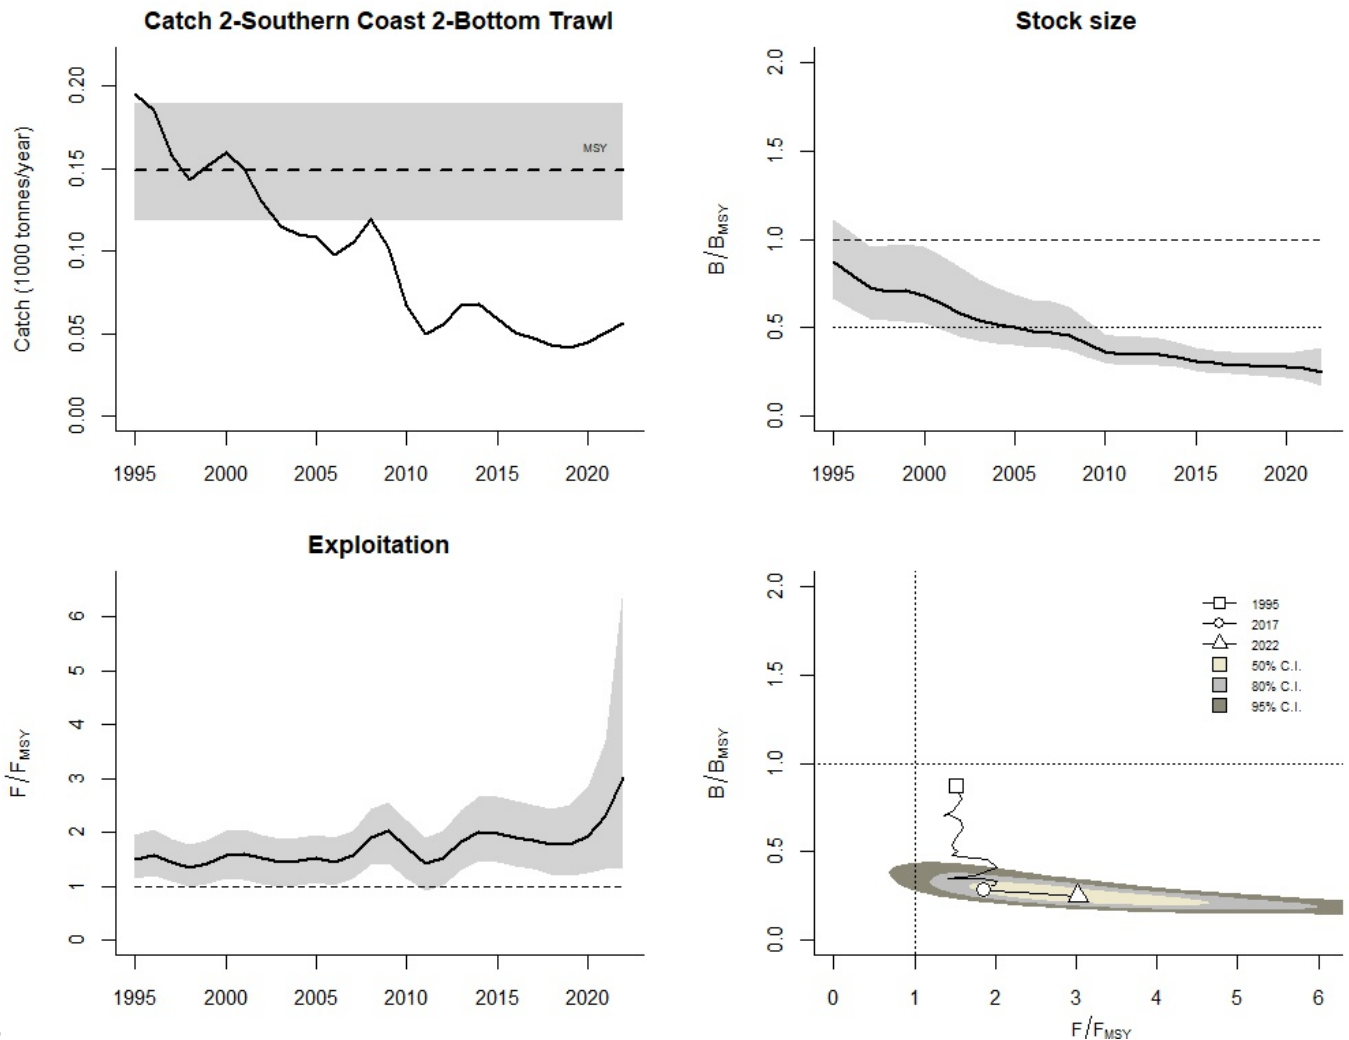 Catch 2-Southern Coast 2-Bottom Trawl
Catch (1000 tonnes/year)
0.20
0.15
0.10
0.05
0.00
MSY
1995 2000 2005 2010 2015 2020
Stock size
B/B_MSY
2.0
1.5
1.0
0.5
0.0
1995 2000 2005 2010 2015 2020
Exploitation
F/F_MSY
6
5
4
3
2
1
0
1995 2000 2005 2010 2015 2020
B/B_MSY
2.0
1.5
1.0
0.5
0.0
1995
2017
2022
50% C.I.
80% C.I.
95% C.I.
0 1 2 3 4 5 6
F/F_MSY